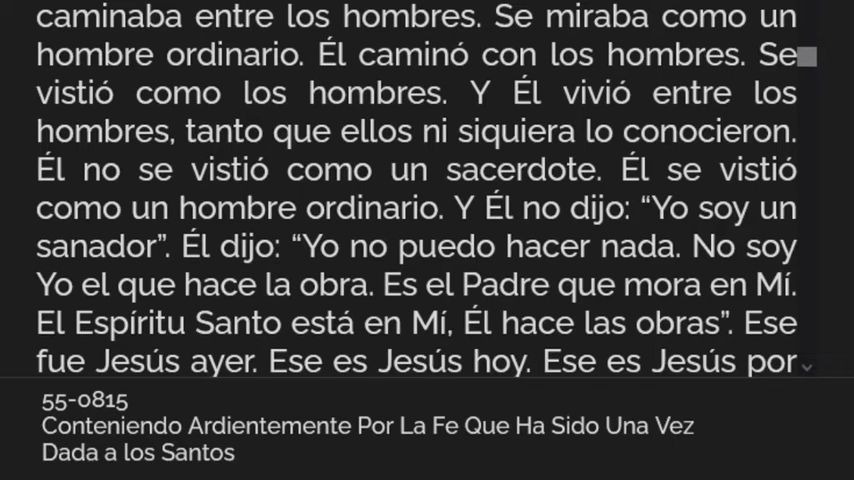 caminaba entre los hombres. Se miraba como un
hombre ordinario. Él caminó con los hombres. Se
vistió como los hombres. Y Él vivió entre los
hombres, tanto que ellos ni siquiera lo conocieron.
Él no se vistió como un sacerdote. Él se vistió
como un hombre ordinario. Y Él no dijo: “Yo soy un
sanador”. Él dijo: “Yo no puedo hacer nada. No soy
Yo el que hace la obra. Es el Padre que mora en Mí.
El Espíritu Santo está en Mí, Él hace las obras”. Ese
fue Jesús ayer. Ese es Jesús hoy. Ese es Jesús por
55-0815
Conteniendo Ardientemente Por La Fe Que Ha Sido Una Vez
Dada a los Santos